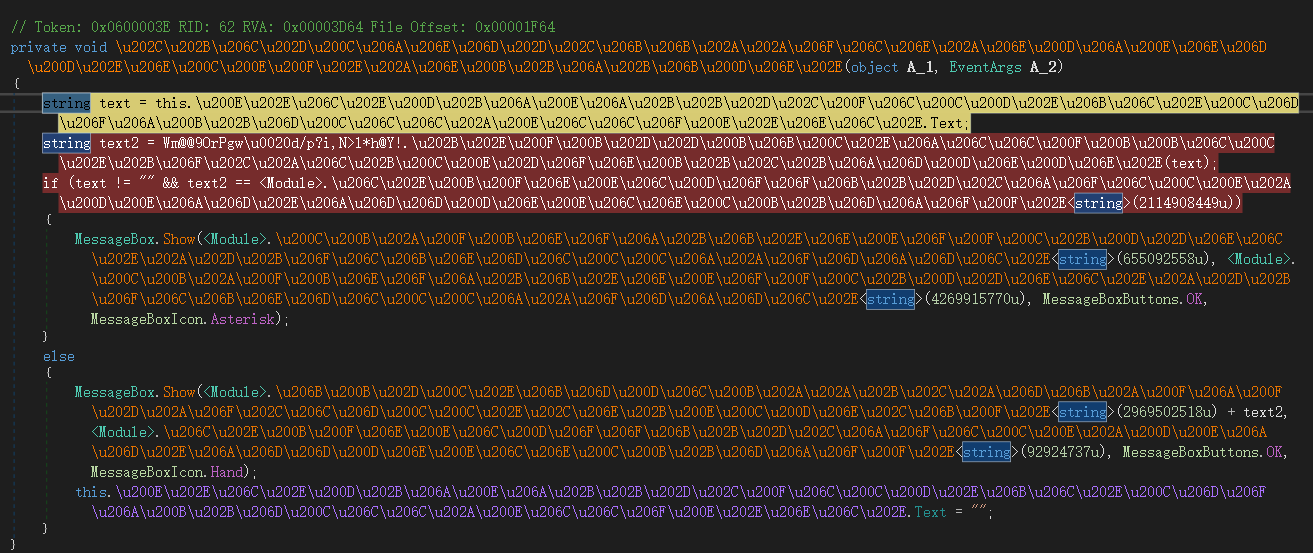 // Token: 0x0600003E RID: 62 RVA: 0x00003D64 File Offset: 0x00001F64
private void \u202C\u202B\u206C\u202D\u200C\u206A\u206E\u206D\u202D\u202C\u206B\u206B\u202A\u202A\u206F\u206C\u206E\u202A\u206E\u200D\u206A\u200E\u206E\u206D
\u200D\u202E\u206E\u200C\u200E\u200F\u202E\u202A\u206E\u200B\u202B\u206A\u202B\u206B\u200D\u206E\u202E(object A_1, EventArgs A_2)
{
string text = this.\u200E\u202E\u206C\u202E\u200D\u202B\u206A\u200E\u206A\u202B\u202B\u202D\u202C\u200F\u206C\u200C\u200D\u202E\u206B\u206C\u202E\u200C\u206D
\u206F\u206A\u200B\u202B\u206D\u200C\u206C\u206C\u202A\u200E\u206C\u206C\u206F\u200E\u202E\u206E\u206C\u202E.Text;
string text2 = Wm@@9OrPgw\u0020d/p?i,N>l*h@Y!.\u202B\u202E\u200F\u202D\u202D\u200B\u206B\u200C\u202E\u206A\u206C\u206C\u200F\u200B\u200B\u206C\u200C
\u202E\u202B\u206F\u202C\u202A\u206C\u202B\u200C\u200E\u202D\u206F\u206E\u200B\u202B\u202C\u202B\u206A\u206D\u200D\u206E\u206D\u206E\u202E(text);
if (text != "" && text2 == <Module>.\u206C\u202E\u200B\u200F\u206E\u200E\u206C\u200D\u206F\u206F\u206B\u202B\u202D\u202C\u206A\u206F\u206C\u200C\u200E\u202A
\u200D\u200E\u206A\u206D\u202E\u206A\u206D\u206D\u200D\u206E\u200E\u200B\u206C\u200C\u202B\u206D\u206A\u206F\u200F\u202E<string>(2114908449u))
{
MessageBox.Show(<Module>.\u200C\u200B\u202A\u200F\u200B\u206E\u206F\u206A\u202B\u206B\u202E\u206E\u200E\u200E\u206F\u200F\u200F\u200C\u202B\u200D\u202D\u206E\u206C
\u202E\u202A\u202D\u202B\u206F\u206C\u206B\u206E\u206D\u202A\u200C\u200C\u206A\u202A\u206F\u206D\u206D\u206C\u202E<string>(655092558u), <Module>.
\u200C\u200B\u202A\u200F\u200B\u206E\u206F\u206A\u202B\u206B\u202E\u206E\u200E\u200E\u206F\u200F\u200F\u200C\u202B\u200D\u202D\u206E\u206C\u202E\u202A\u202D\u202B
\u206F\u206C\u206B\u206E\u206D\u202A\u200C\u200C\u206A\u202A\u206F\u206D\u206D\u206C\u202E<string>(4269915770u), MessageBoxButtons.OK,
MessageBoxIcon.Asterisk);
}
else
{
MessageBox.Show(<Module>.\u206B\u200B\u202D\u200C\u202E\u206B\u206D\u200D\u206C\u200B\u202A\u202A\u202B\u202C\u202A\u206D\u206B\u202A\u200F\u206A\u200F
\u202D\u202A\u206F\u202C\u206C\u206D\u200C\u200C\u202E\u206C\u202B\u200E\u200C\u200D\u206E\u202C\u206B\u200F\u202E<string>(2969502518u) + text2,
<Module>.\u206C\u202E\u200B\u200F\u206E\u200E\u206C\u200D\u206F\u206F\u206B\u202B\u202D\u202C\u206A\u206F\u206C\u200C\u200E\u202A\u200D\u200E\u206A
\u206D\u202E\u206A\u206D\u206D\u200D\u206E\u200E\u200B\u206C\u200C\u202B\u206D\u206A\u206F\u200F\u202E<string>(92924737u), MessageBoxButtons.OK,
MessageBoxIcon.Hand);
this.\u200E\u202E\u206C\u202E\u200D\u202B\u206A\u200E\u206A\u202B\u202B\u202D\u202C\u200F\u206C\u200C\u200D\u202E\u206B\u206C\u202E\u200C\u206D\u206F
\u206A\u200B\u202B\u206D\u200C\u206C\u206C\u202A\u200E\u206C\u206C\u206F\u200E\u202E\u206E\u206C\u202E.Text = "";
}
}